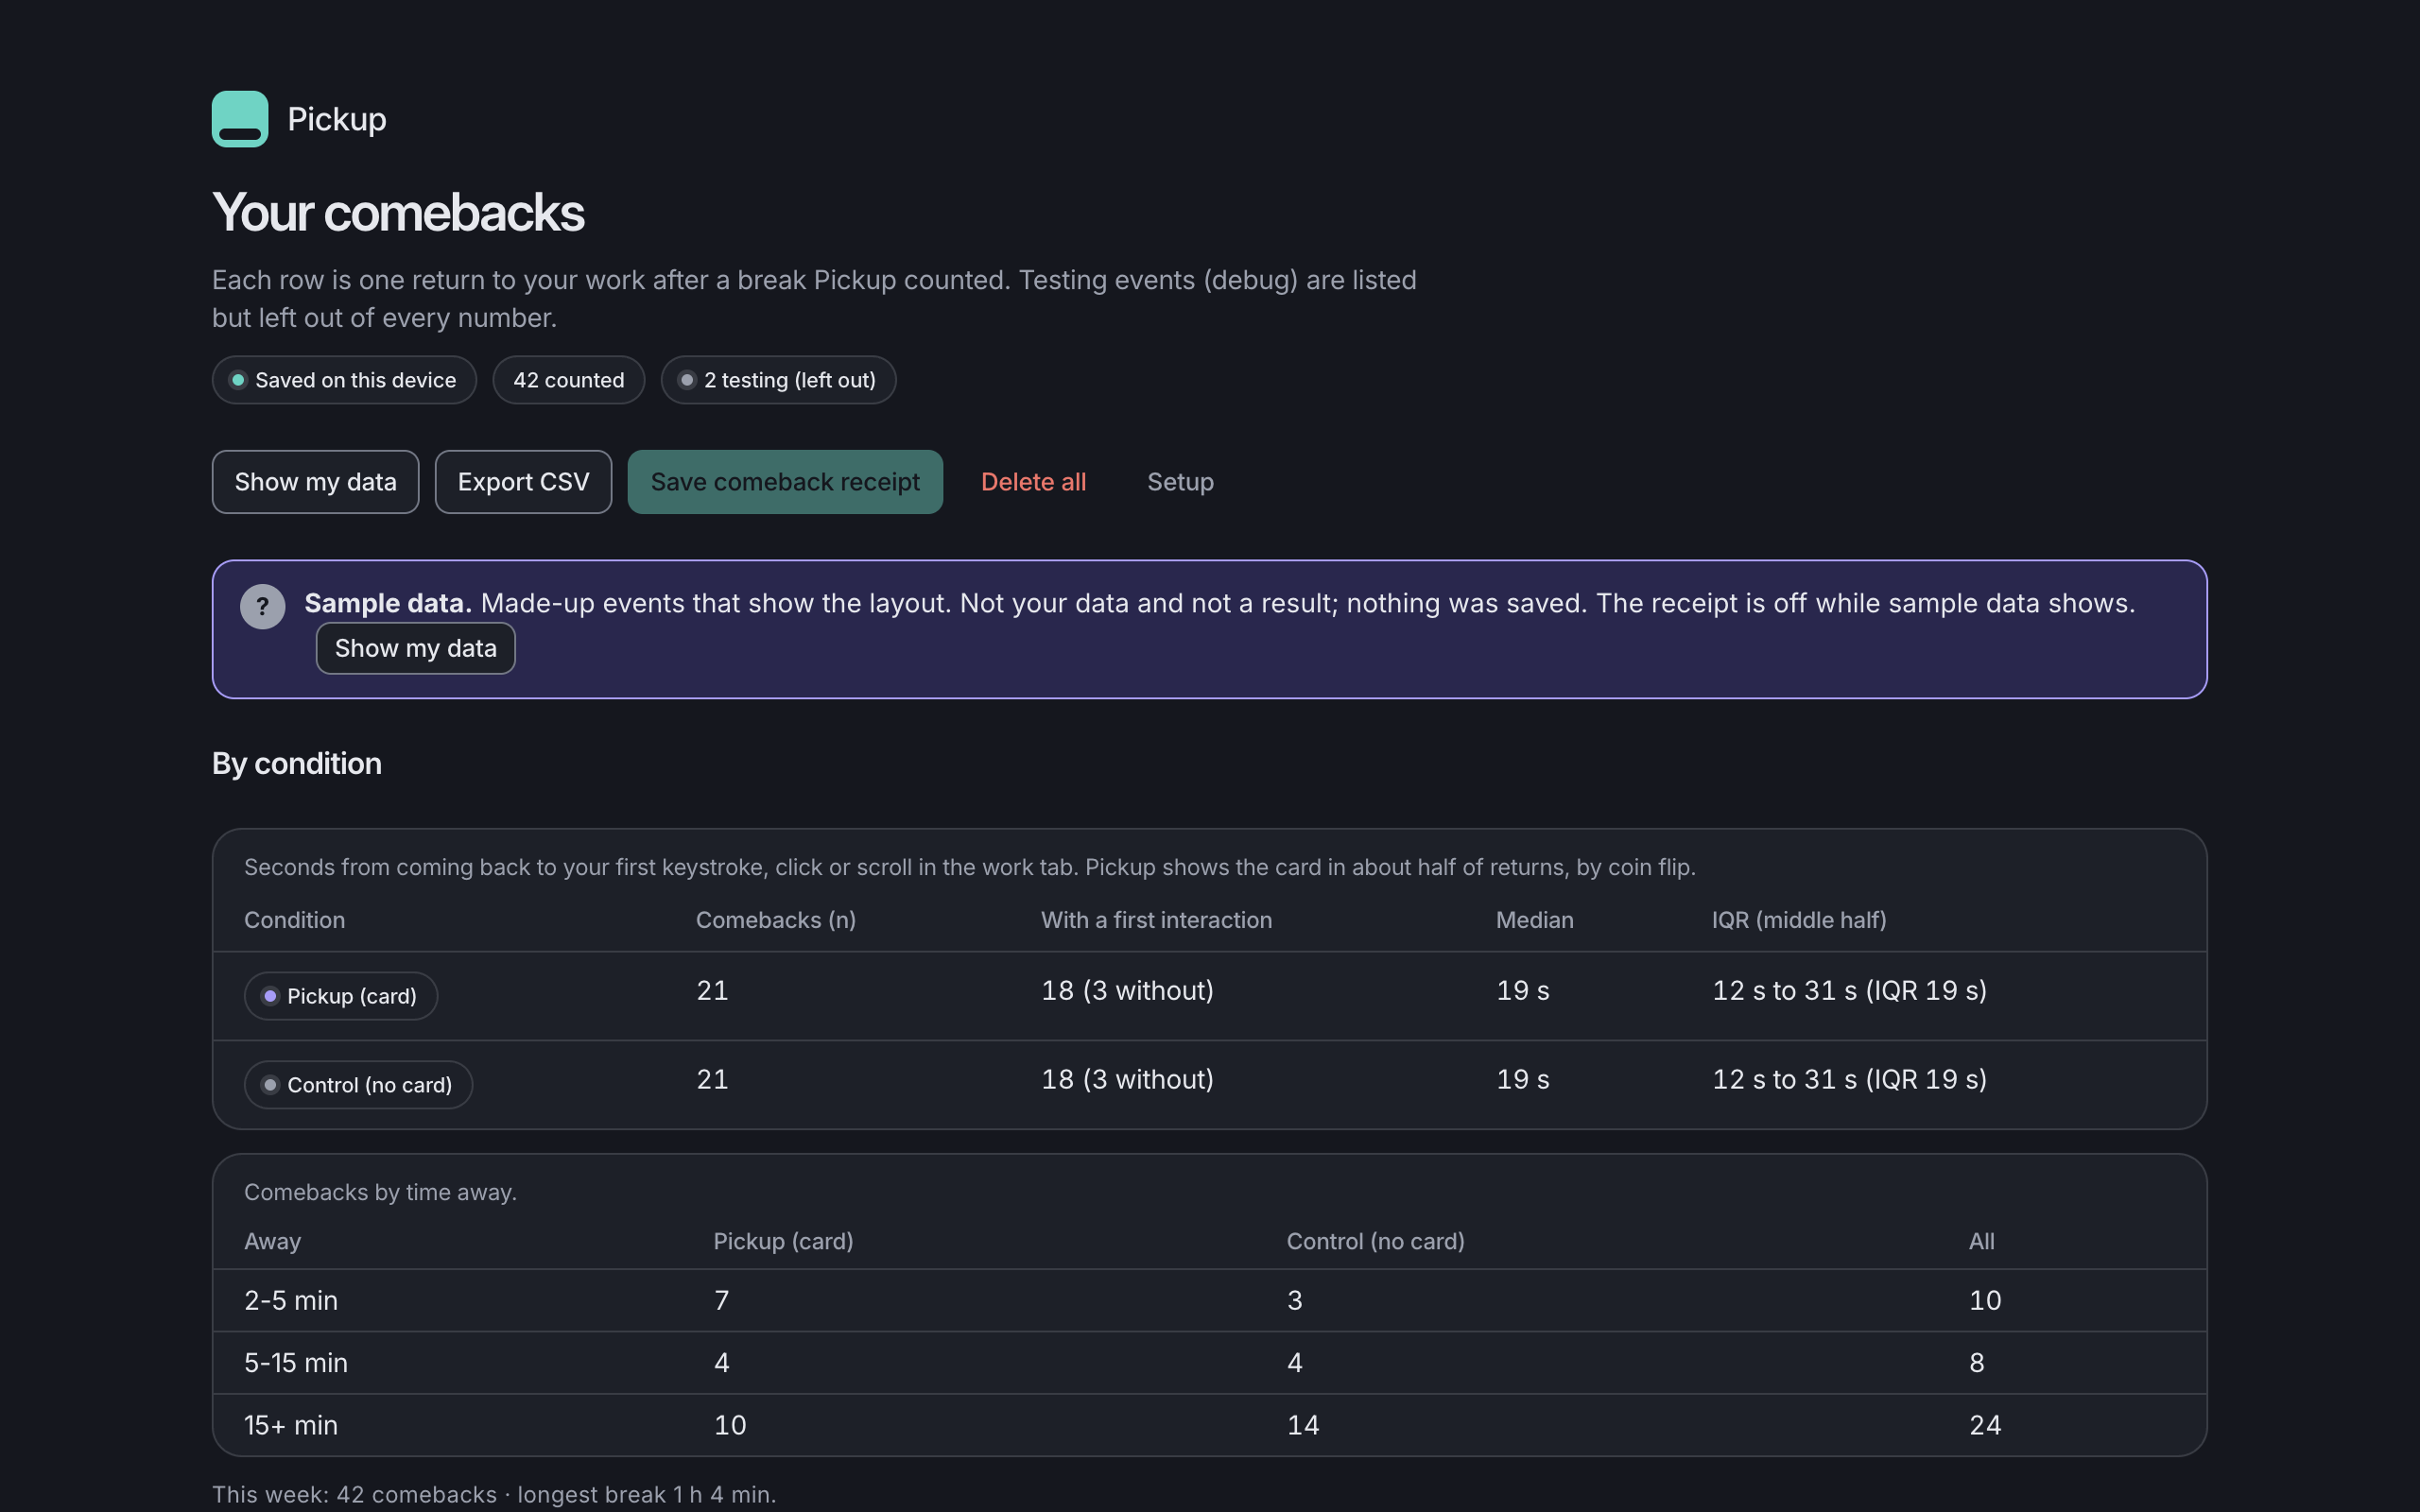 Pickup
Your comebacks
Each row is one return to your work after a break Pickup counted. Testing events (debug) are listed
but left out of every number.
Saved on this device 42 counted 2 testing (left out)
Show my data Export CSV Save comeback receipt Delete all Setup
? Sample data. Made-up events that show the layout. Not your data and not a result; nothing was saved. The receipt is off while sample data shows.
Show my data
By condition
Seconds from coming back to your first keystroke, click or scroll in the work tab. Pickup shows the card in about half of returns, by coin flip.
Condition Comebacks (n) With a first interaction Median IQR (middle half)
Pickup (card) 21 18 (3 without) 19 s 12 s to 31 s (IQR 19 s)
Control (no card) 21 18 (3 without) 19 s 12 s to 31 s (IQR 19 s)
Comebacks by time away.
Away Pickup (card) Control (no card) All
2-5 min 7 3 10
5-15 min 4 4 8
15+ min 10 14 24
This week: 42 comebacks · longest break 1 h 4 min.